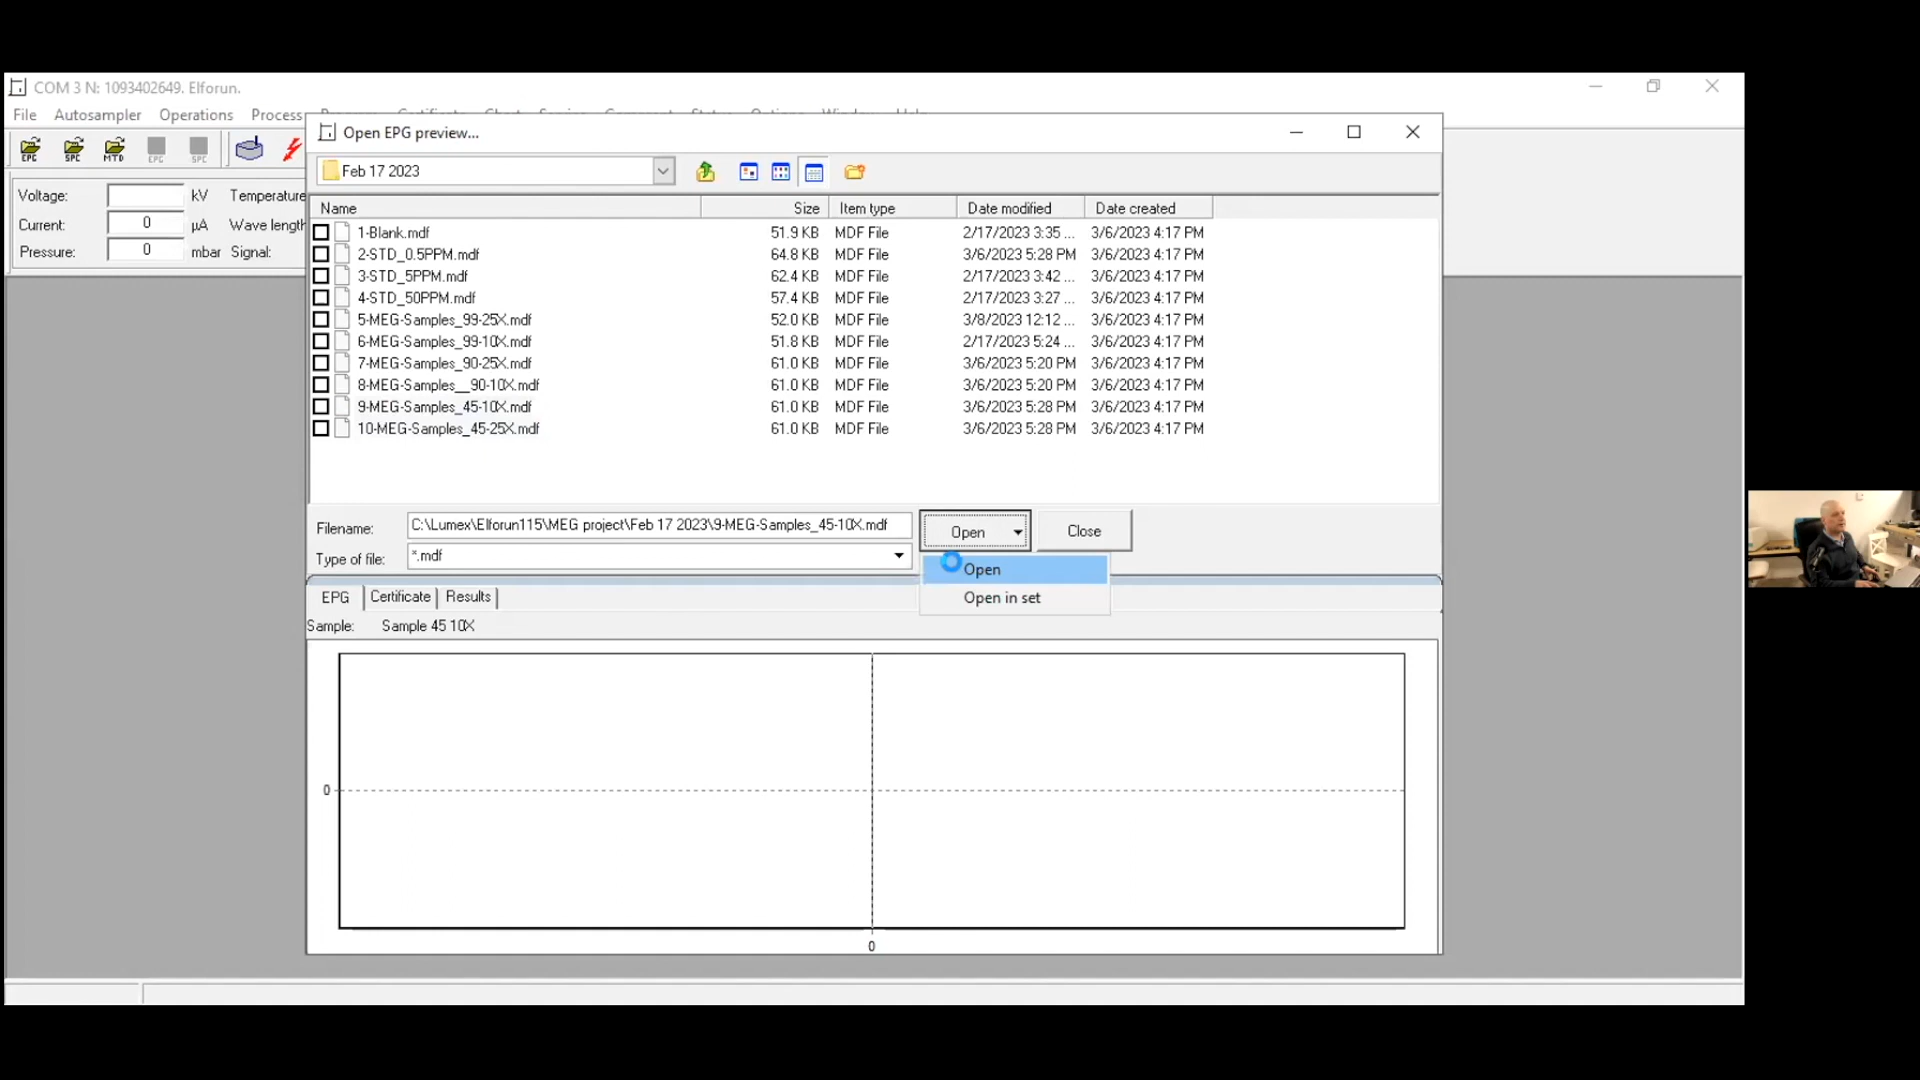 COM 3 N: 1093402649. Elforun.
File Autosampler Operations Process
Open EPG preview...
EPG SPC MTD EPG SPC
Feb 17 2023
Voltage: kV Temperature
Current: 0 µA Wave length
Pressure: 0 mbar Signal:
Name Size Item type Date modified Date created
1-Blank.mdf 51.9 KB MDF File 2/17/2023 3:35 ... 3/6/2023 4:17 PM
2-STD_0.5PPM.mdf 64.8 KB MDF File 3/6/2023 5:28 PM 3/6/2023 4:17 PM
3-STD_5PPM.mdf 62.4 KB MDF File 2/17/2023 3:42 ... 3/6/2023 4:17 PM
4-STD_50PPM.mdf 57.4 KB MDF File 2/17/2023 3:27 ... 3/6/2023 4:17 PM
5-MEG-Samples_99-25X.mdf 52.0 KB MDF File 3/8/2023 12:12 ... 3/6/2023 4:17 PM
6-MEG-Samples_99-10X.mdf 51.8 KB MDF File 2/17/2023 5:24 ... 3/6/2023 4:17 PM
7-MEG-Samples_90-25X.mdf 61.0 KB MDF File 3/6/2023 5:20 PM 3/6/2023 4:17 PM
8-MEG-Samples__90-10X.mdf 61.0 KB MDF File 3/6/2023 5:20 PM 3/6/2023 4:17 PM
9-MEG-Samples_45-10X.mdf 61.0 KB MDF File 3/6/2023 5:28 PM 3/6/2023 4:17 PM
10-MEG-Samples_45-25X.mdf 61.0 KB MDF File 3/6/2023 5:28 PM 3/6/2023 4:17 PM
Filename: C:\Lumex\Elforun115\MEG project\Feb 17 2023\9-MEG-Samples_45-10X.mdf Open Close
Type of file: *.mdf
Open
Open in set
EPG Certificate Results
Sample: Sample 45 10X
0
0